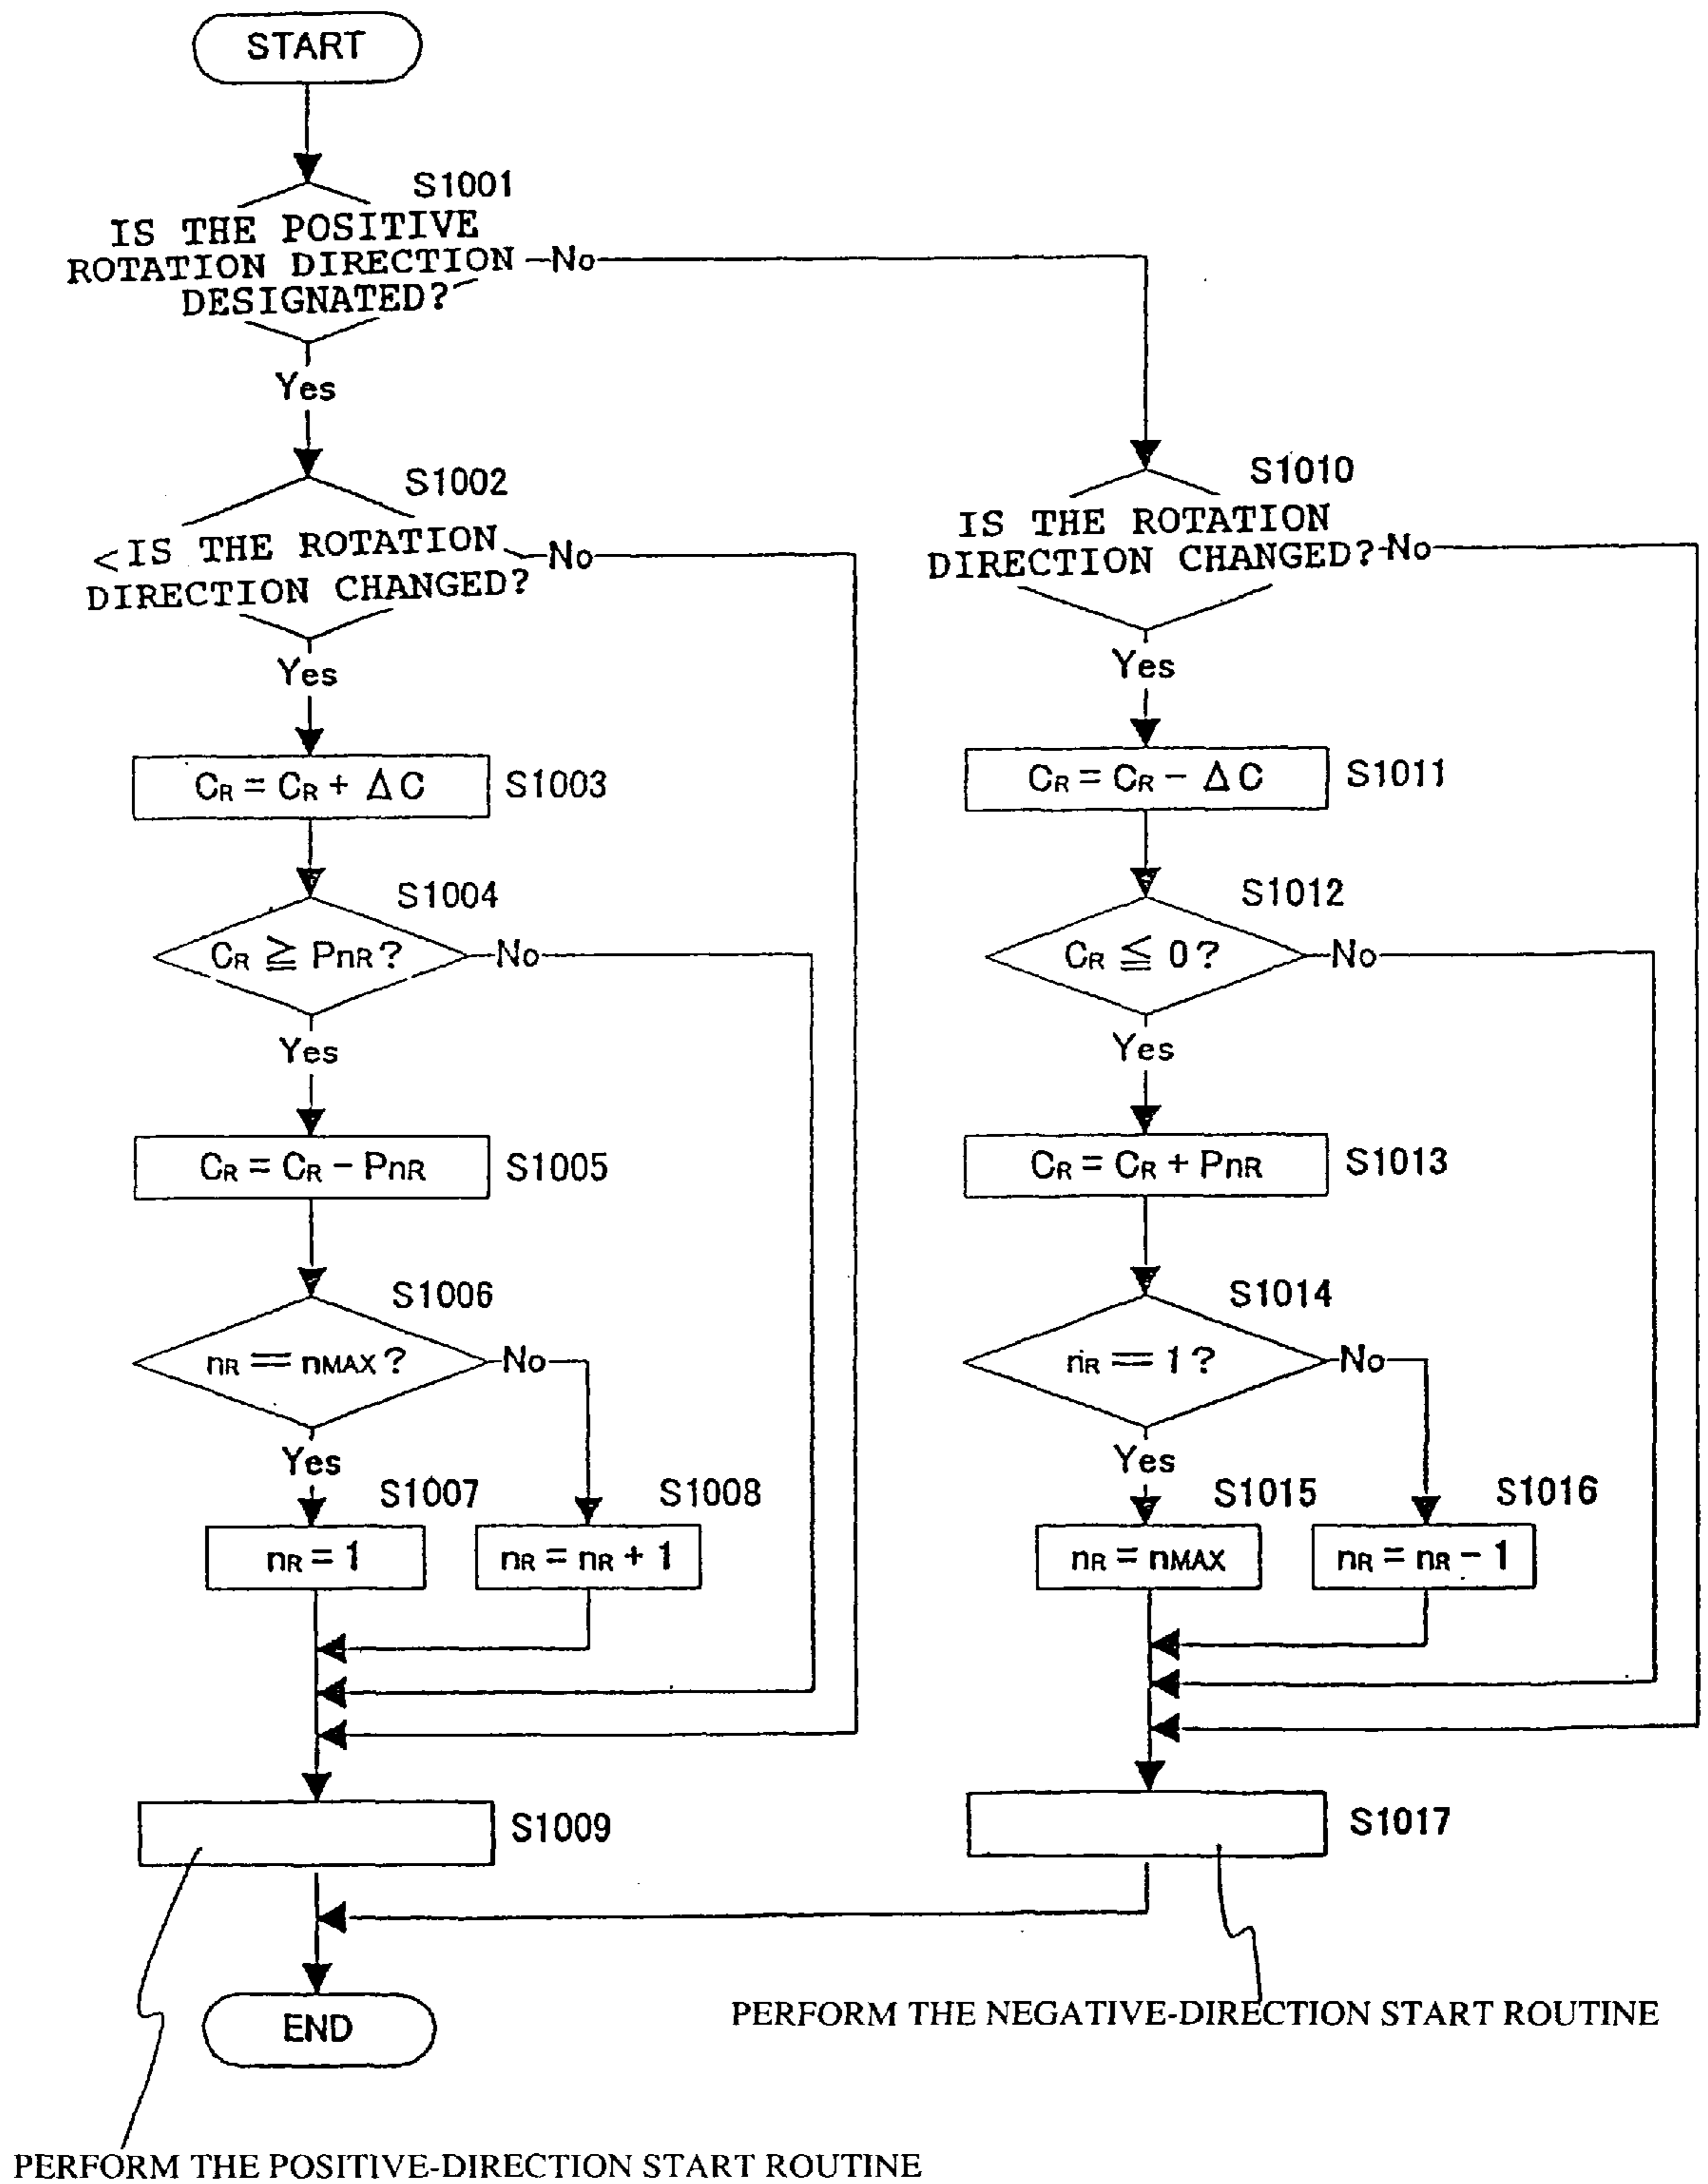 START
S1001
IS THE POSITIVE
ROTATION DIRECTION
DESIGNATED?
No
Yes
S1002
IS THE ROTATION
DIRECTION CHANGED?
No
Yes
CR = CR + ΔC
S1003
S1004
CR ≧ PnR?
No
Yes
CR = CR − PnR
S1005
S1006
nR == nMAX?
No
Yes
S1007
nR = 1
S1008
nR = nR + 1
S1009
PERFORM THE POSITIVE-DIRECTION START ROUTINE
S1010
IS THE ROTATION
DIRECTION CHANGED?
No
Yes
CR = CR − ΔC
S1011
S1012
CR ≦ 0?
No
Yes
CR = CR + PnR
S1013
S1014
nR == 1?
No
Yes
S1015
nR = nMAX
S1016
nR = nR − 1
S1017
PERFORM THE NEGATIVE-DIRECTION START ROUTINE
END